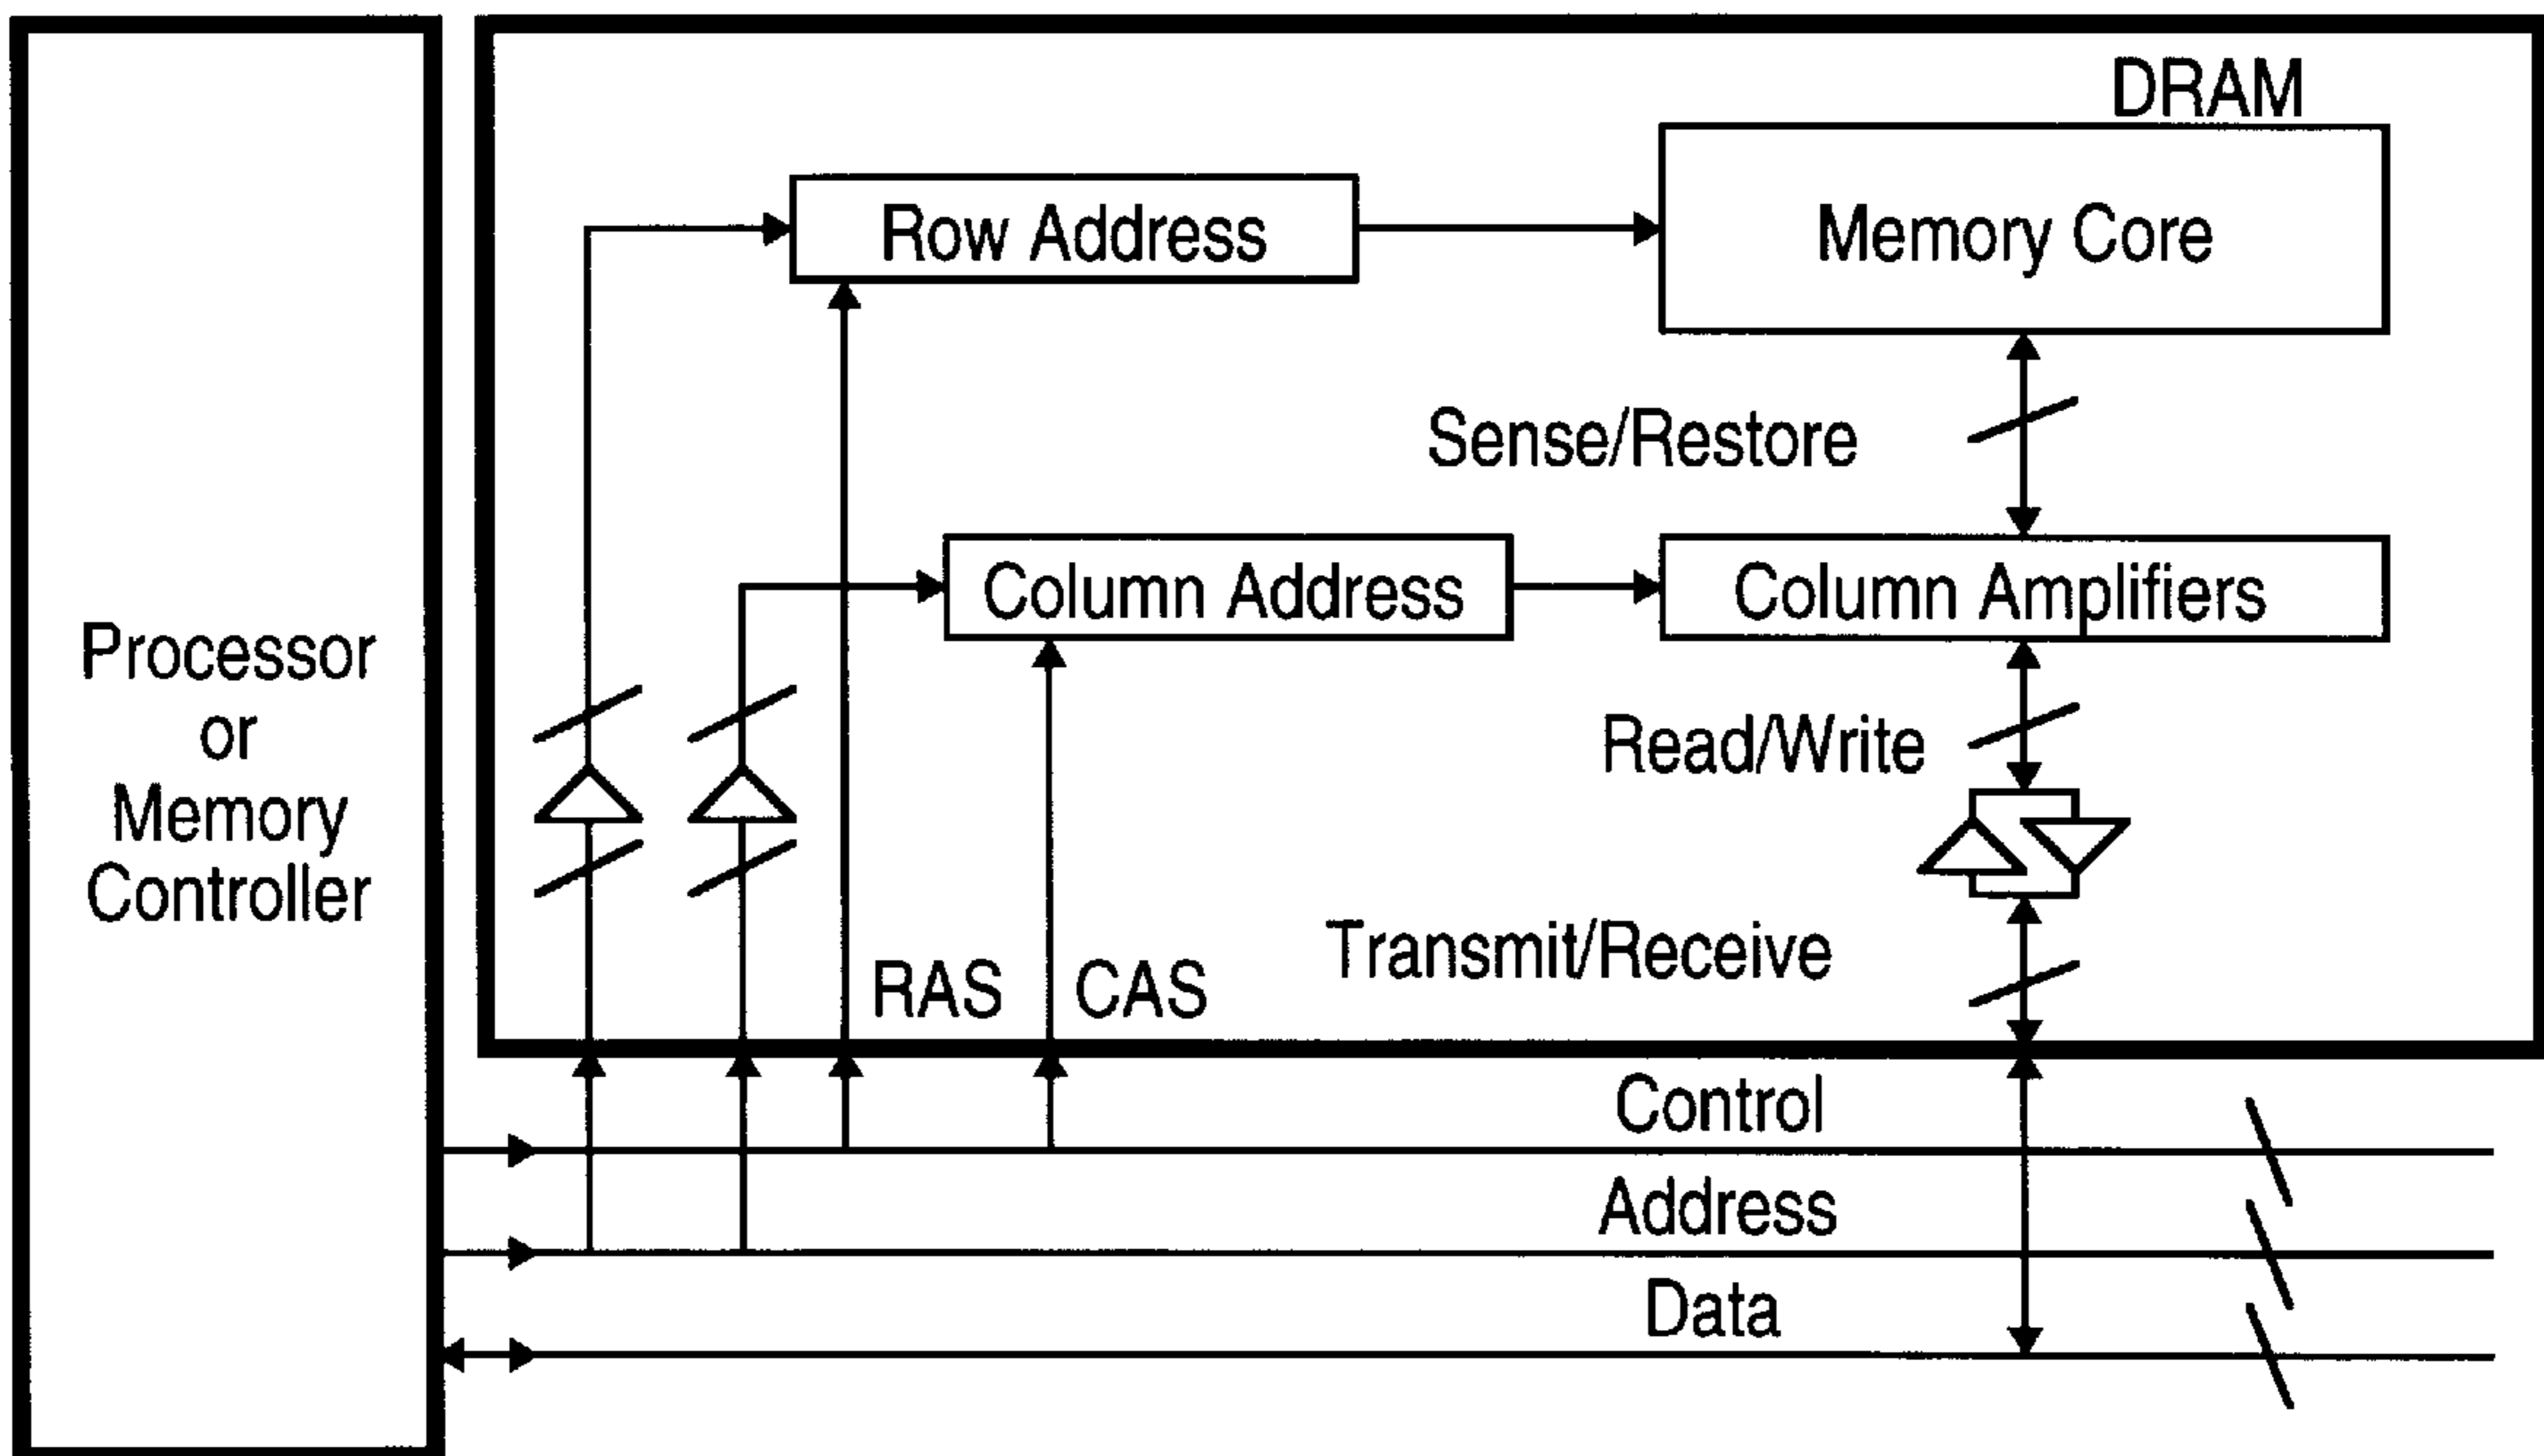 DRAM
Row Address
Memory Core
Sense/Restore
Column Address
Column Amplifiers
Processor
or
Memory
Controller
Read/Write
Transmit/Receive
RAS
CAS
Control
Address
Data